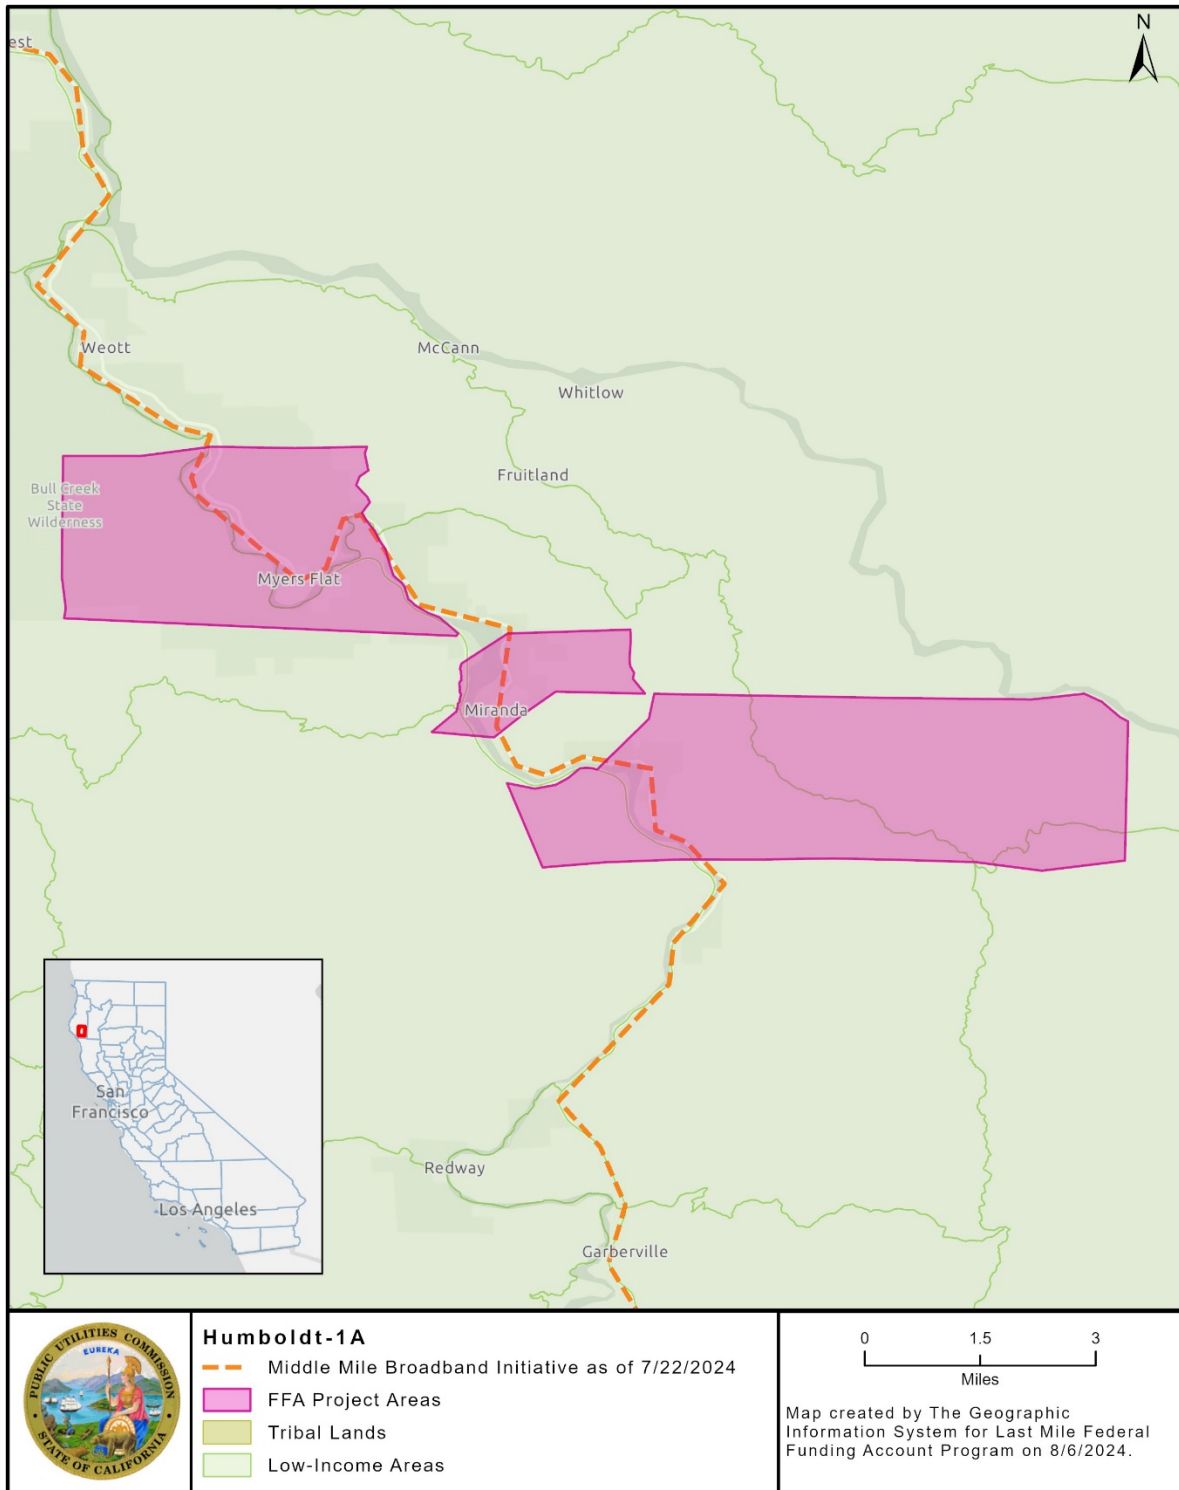 N
est
Weott
McCann
Whitlow
Fruitland
Bull Creek
State
Wilderness
Myers Flat
Miranda
Redway
Garberville
San
Francisco
Los Angeles
PUBLIC UTILITIES COMMISSION
EUREKA
STATE OF CALIFORNIA
Humboldt-1A
Middle Mile Broadband Initiative as of 7/22/2024
FFA Project Areas
Tribal Lands
Low-Income Areas
0 1.5 3
Miles
Map created by The Geographic
Information System for Last Mile Federal
Funding Account Program on 8/6/2024.